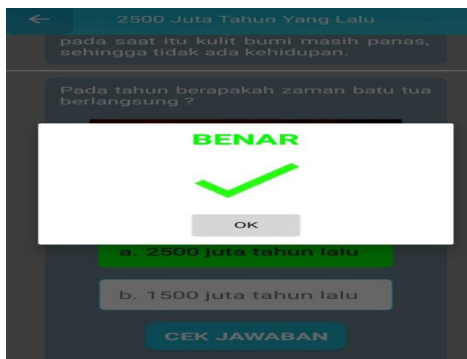 2500 Juta Tahun Yang Lalu
pada saat itu kulit bumi masih panas,
sehingga tidak ada kehidupan.
Pada tahun berapakah zaman batu tua
berlangsung ?
BENAR
OK
a. 2500 juta tahun lalu
b. 1500 juta tahun lalu
CEK JAWABAN